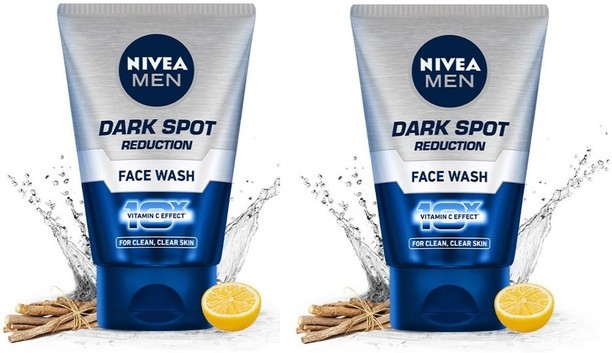 NIVEA
MEN
DARK SPOT
REDUCTION
FACE WASH
10X
VITAMIN C EFFECT
FOR CLEAN, CLEAR SKIN
NIVEA
MEN
DARK SPOT
REDUCTION
FACE WASH
10X
VITAMIN C EFFECT
FOR CLEAN, CLEAR SKIN